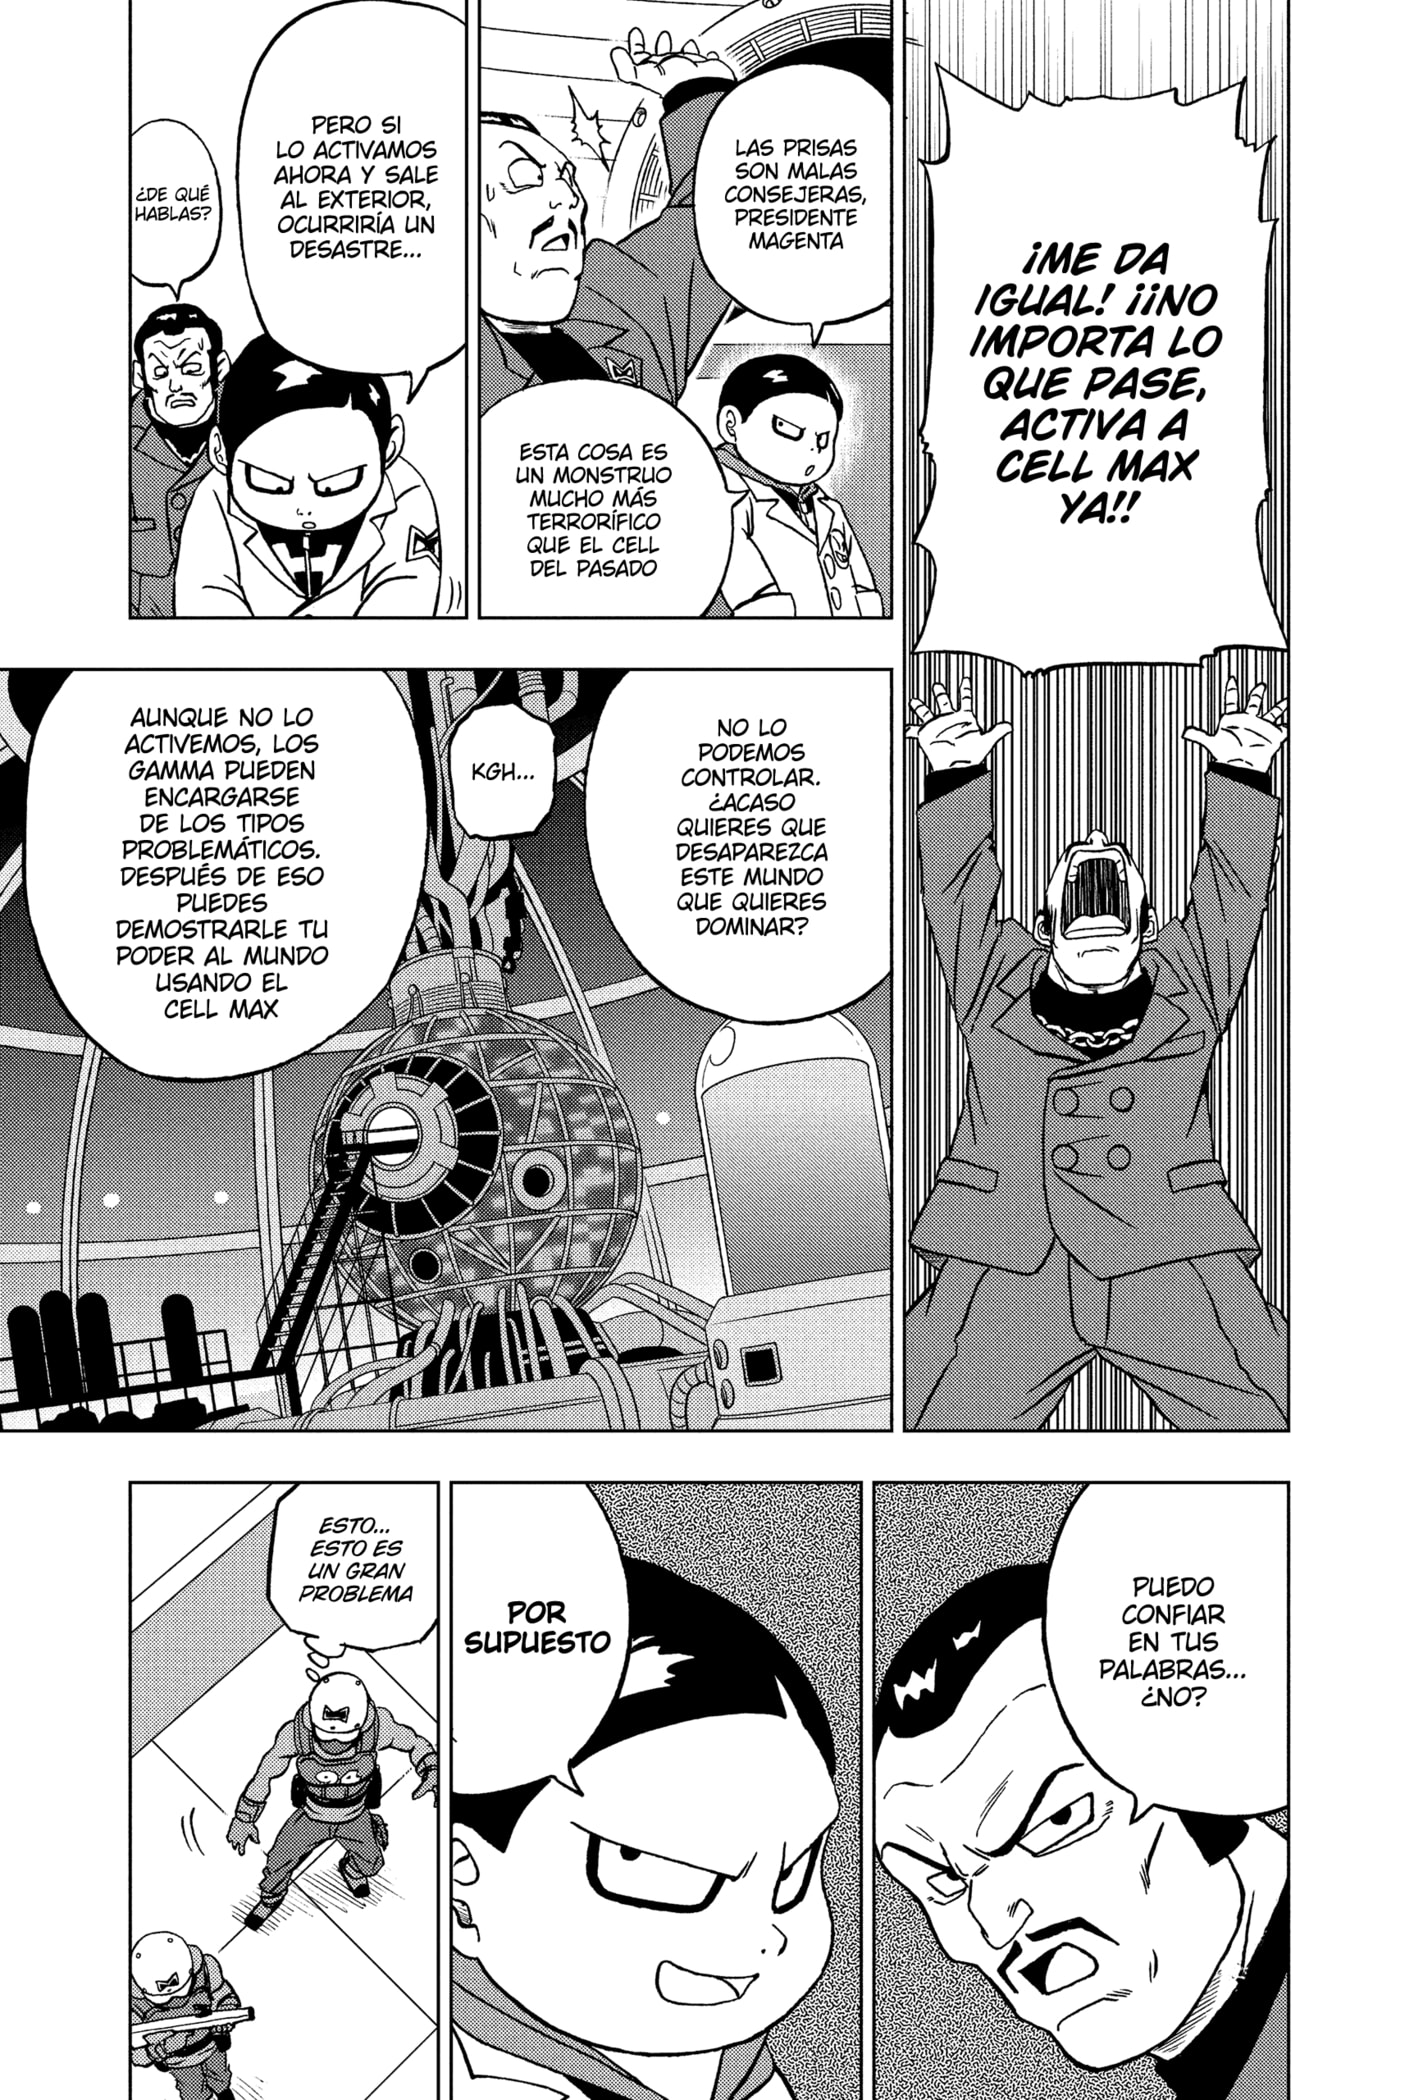 ¡ME DA
IGUAL! ¡¡NO
IMPORTA LO
QUE PASE,
ACTIVA A
CELL MAX
YA!!
LAS PRISAS
SON MALAS
CONSEJERAS,
PRESIDENTE
MAGENTA
ESTA COSA ES
UN MONSTRUO
MUCHO MÁS
TERRORÍFICO
QUE EL CELL
DEL PASADO
PERO SI
LO ACTIVAMOS
AHORA Y SALE
AL EXTERIOR,
OCURRIRÍA UN
DESASTRE...
¿DE QUÉ
HABLAS?
NO LO
PODEMOS
CONTROLAR.
¿ACASO
QUIERES QUE
DESAPAREZCA
ESTE MUNDO
QUE QUIERES
DOMINAR?
KGH...
AUNQUE NO LO
ACTIVEMOS, LOS
GAMMA PUEDEN
ENCARGARSE
DE LOS TIPOS
PROBLEMÁTICOS.
DESPUÉS DE ESO
PUEDES
DEMOSTRARLE TU
PODER AL MUNDO
USANDO EL
CELL MAX
PUEDO
CONFIAR
EN TUS
PALABRAS...
¿NO?
POR
SUPUESTO
ESTO...
ESTO ES
UN GRAN
PROBLEMA
94